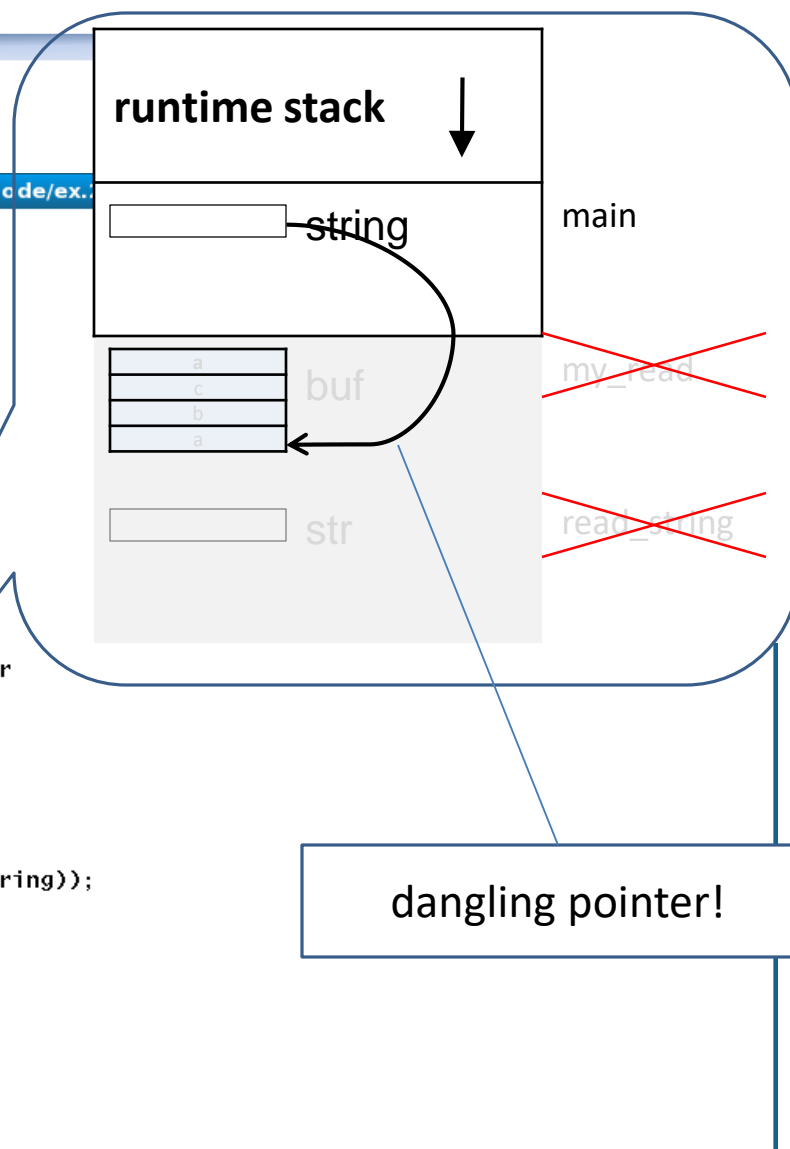 runtime stack
ode/ex.
string
main
a
c
b
a
buf
my_read
str
read_string
r
ring));
dangling pointer!